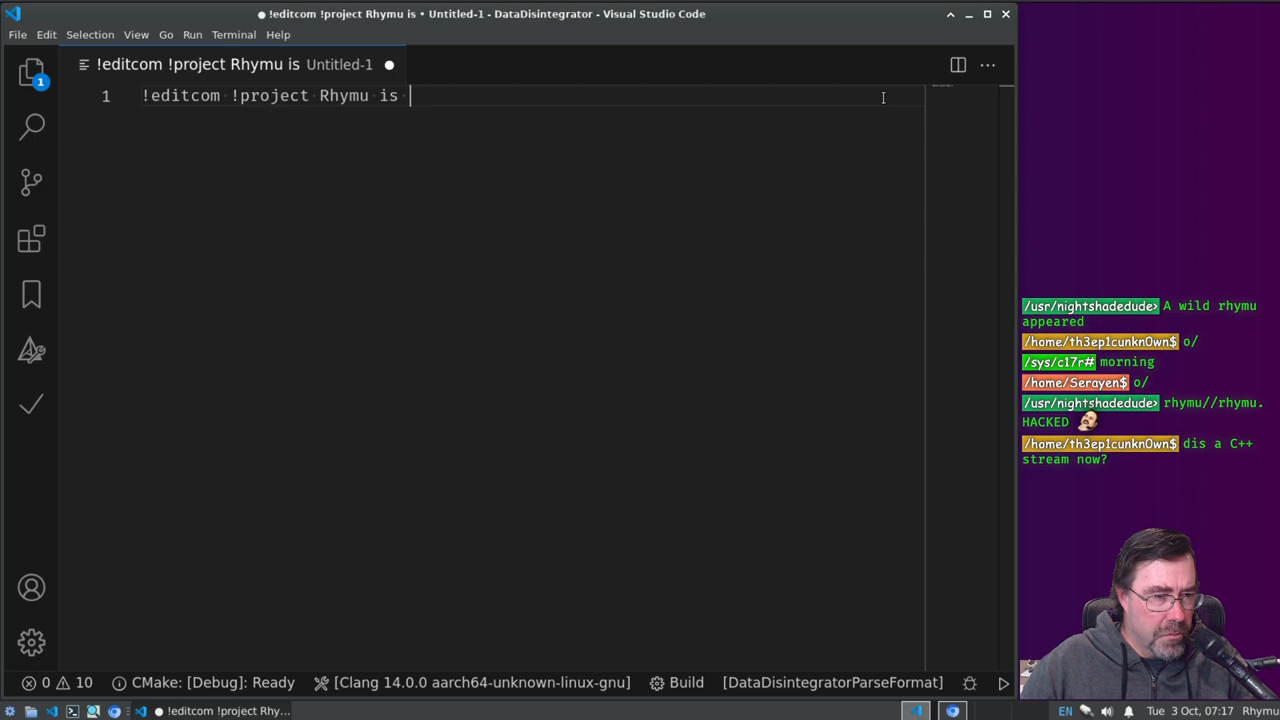 !editcom !project Rhymu is • Untitled-1 - DataDisintegrator - Visual Studio Code
File Edit Selection View Go Run Terminal Help
1
!editcom !project Rhymu is Untitled-1
1 !editcom !project Rhymu is
/usr/nightshadedude> A wild rhymu
appeared
/home/th3ep1cunkn0wn$ o/
/sys/c17r# morning
/home/Serayen$ o/
/usr/nightshadedude> rhymu//rhymu.
HACKED
/home/th3ep1cunkn0wn$ dis a C++
stream now?
0 10 CMake: [Debug]: Ready [Clang 14.0.0 aarch64-unknown-linux-gnu] Build [DataDisintegratorParseFormat]
!editcom !project Rhy... EN Tue 3 Oct, 07:17 Rhymu